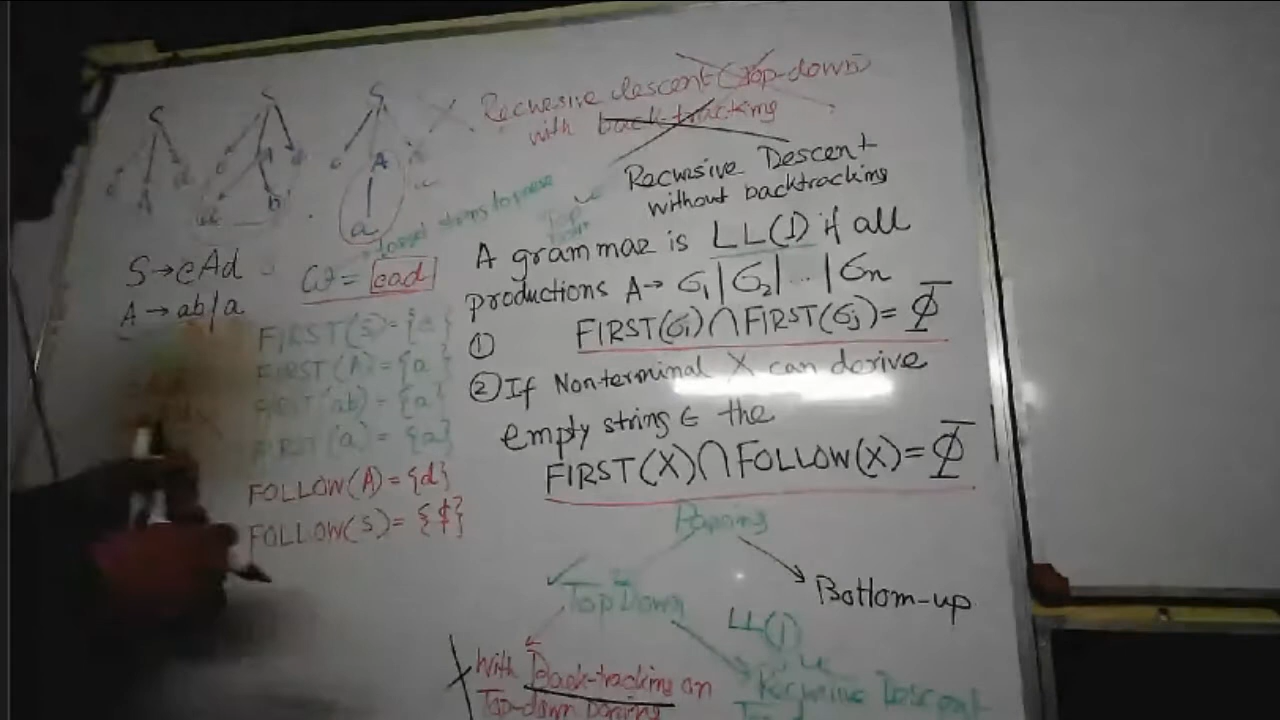 S S S
A d
A
A
b
a
Recursive descent (Top-down)
with back-tracking
Recursive Descent
without backtracking
S→cAd
A→ab/a
ω= cad
FIRST(S)={c}
FIRST(A)={a
FIRST(ab)={a}
FIRST(a)={a}
FOLLOW(A)={d}
FOLLOW(S)={$}
A grammar is LL(1) if all
productions A→ σ1|σ2|...|σn
① FIRST(σi)∩FIRST(σj)=Φ
② If Nonterminal X can derive
empty string ϵ the
FIRST(X)∩FOLLOW(X)=Φ
Parsing
Top Down
Bottom-up
LL(1)
With Back-tracking on
Top-down parsing
Recursive Descent